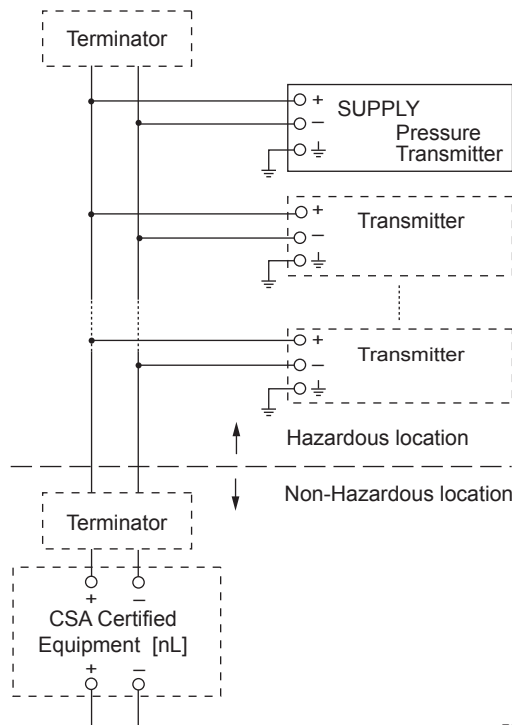 Terminator
+
SUPPLY
−
Pressure
Transmitter
+
Transmitter
−
+
Transmitter
−
Hazardous location
Non-Hazardous location
Terminator
+ −
CSA Certified
Equipment [nL]
+ −